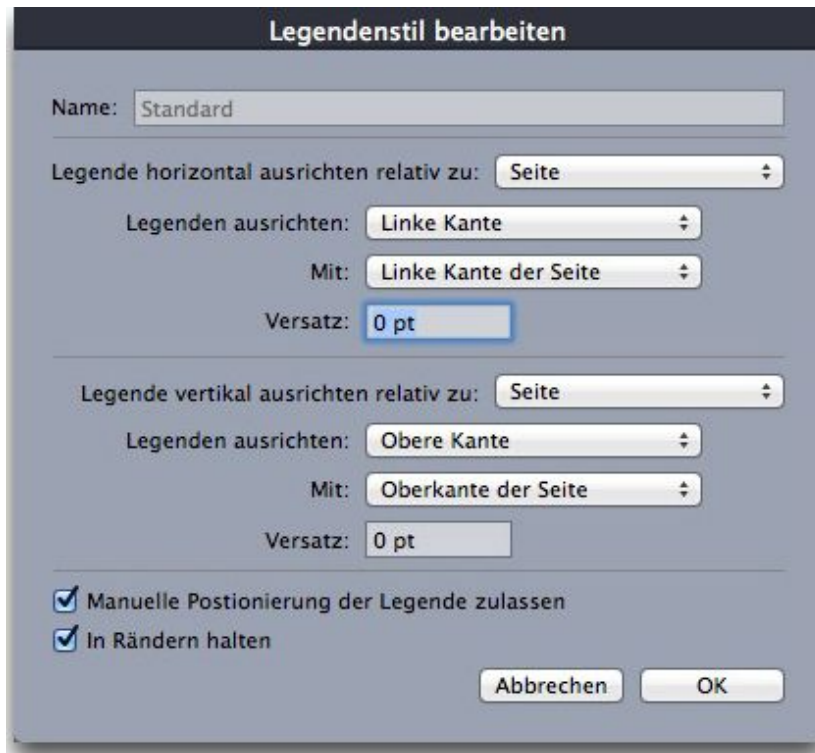 Legendenstil bearbeiten
Name: Standard
Legende horizontal ausrichten relativ zu: Seite
Legenden ausrichten: Linke Kante
Mit: Linke Kante der Seite
Versatz: 0 pt
Legende vertikal ausrichten relativ zu: Seite
Legenden ausrichten: Obere Kante
Mit: Oberkante der Seite
Versatz: 0 pt
Manuelle Postionierung der Legende zulassen
In Rändern halten
Abbrechen OK